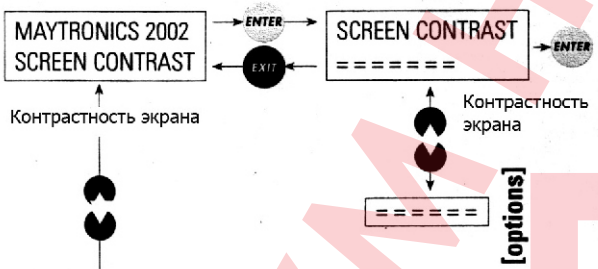 MAYTRONICS 2002
SCREEN CONTRAST
ENTER
EXIT
SCREEN CONTRAST
= = = = = = =
ENTER
Контрастность экрана
Контрастность
экрана
= = = = = =
[options]